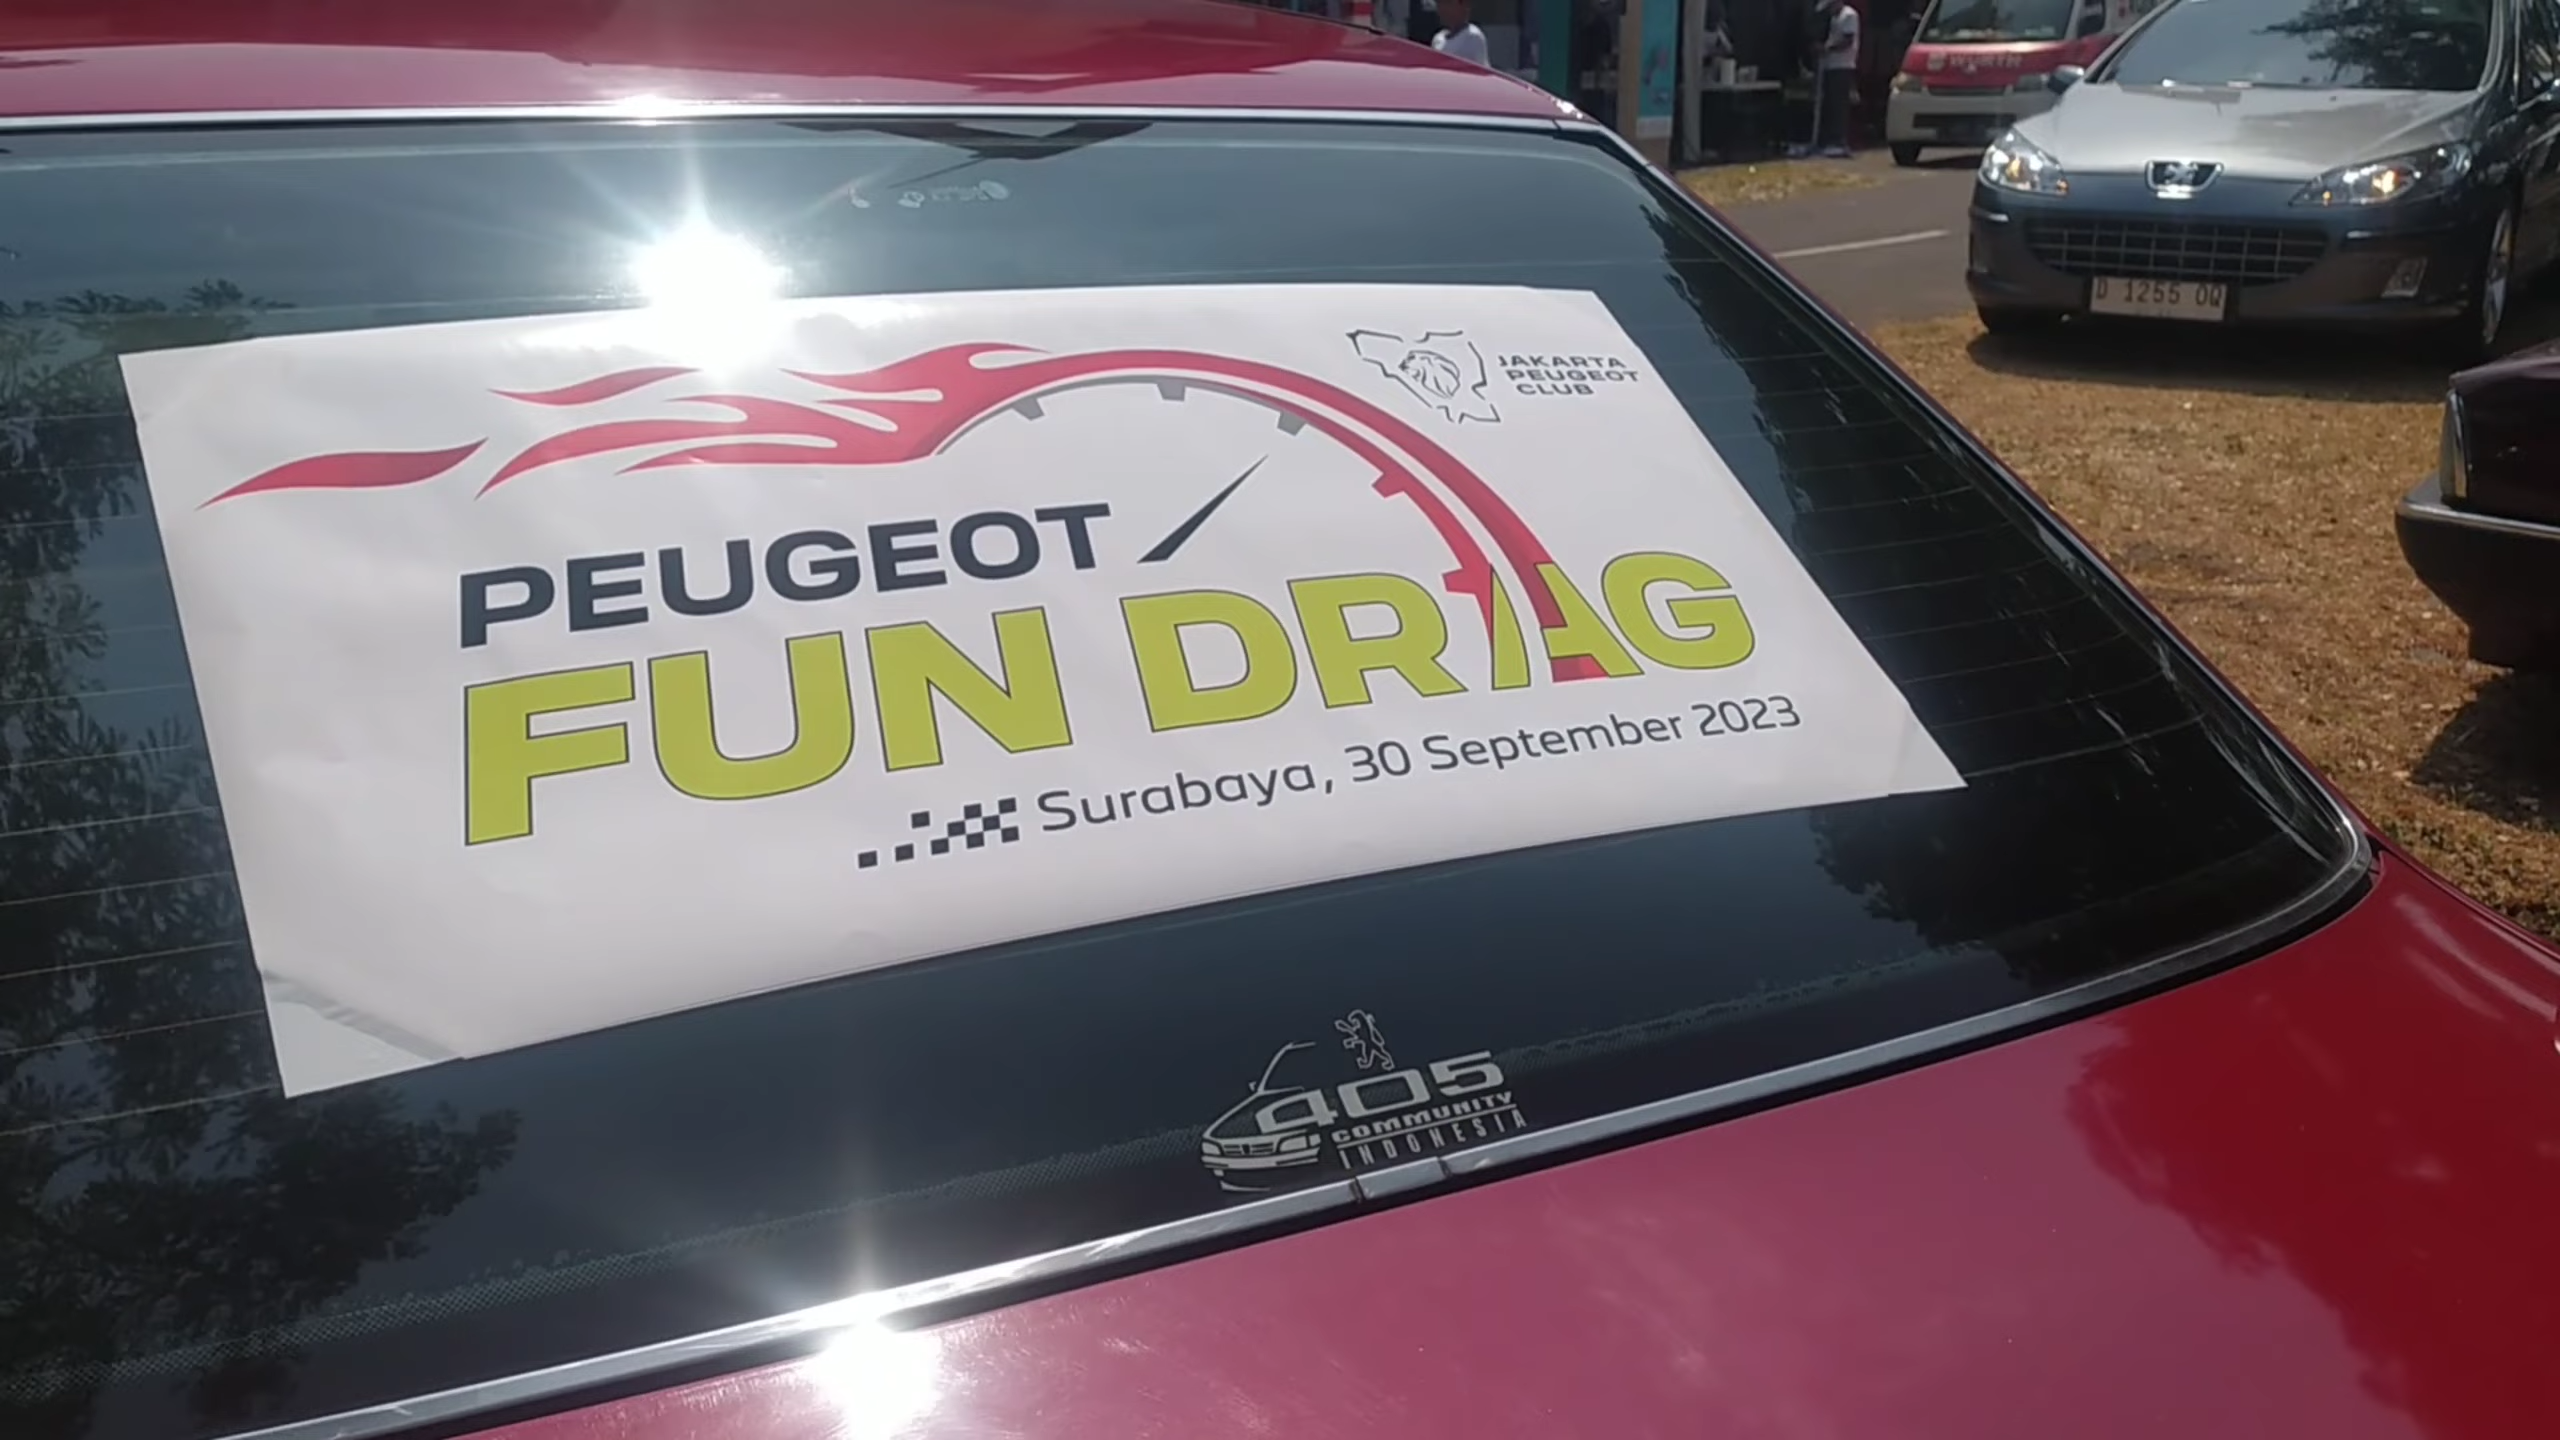 JAKARTA
PEUGEOT
CLUB
PEUGEOT
FUN DRAG
Surabaya, 30 September 2023
D 1255 OQ
405
COMMUNITY
INDONESIA